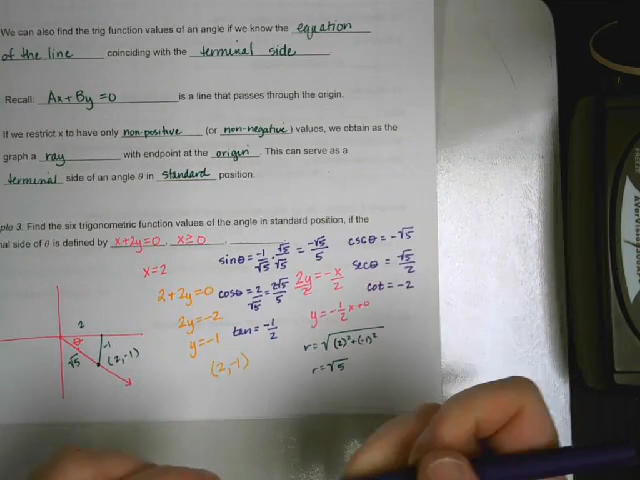 We can also find the trig function values of an angle if we know the equation
of the line coinciding with the terminal side
Recall: Ax+By=0 is a line that passes through the origin.
If we restrict x to have only non-positive (or non-negative) values, we obtain as the
graph a ray with endpoint at the origin. This can serve as a
terminal side of an angle θ in standard position.
ple 3. Find the six trigonometric function values of the angle in standard position, if the
nal side of θ is defined by x+2y=0, x≥0
x=2
2+2y=0
2y=-2
y=-1
(2,-1)
sinθ = -1/√5 · √5/√5 = -√5/5
cosθ = 2/√5 = 2√5/5
tan = -1/2
cscθ = -√5
secθ = √5/2
cot = -2
2y/2 = -x/2
y = -1/2 x+0
r = √(2)²+(-1)²
r = √5
2
θ
-1
√5
(2,-1)